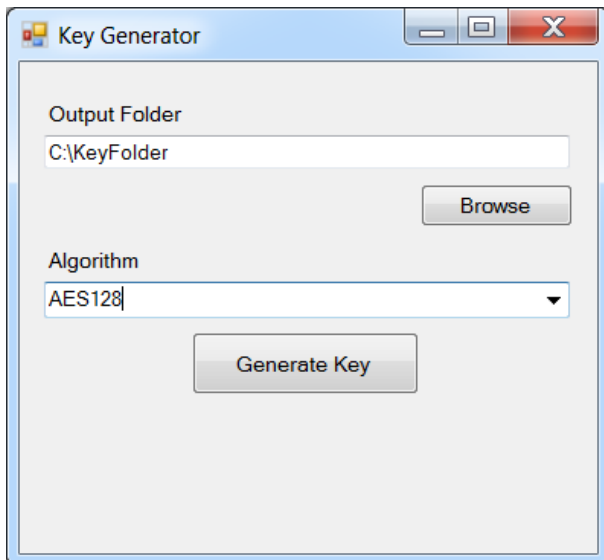 Key Generator
Output Folder
C:\KeyFolder
Browse
Algorithm
AES128
Generate Key